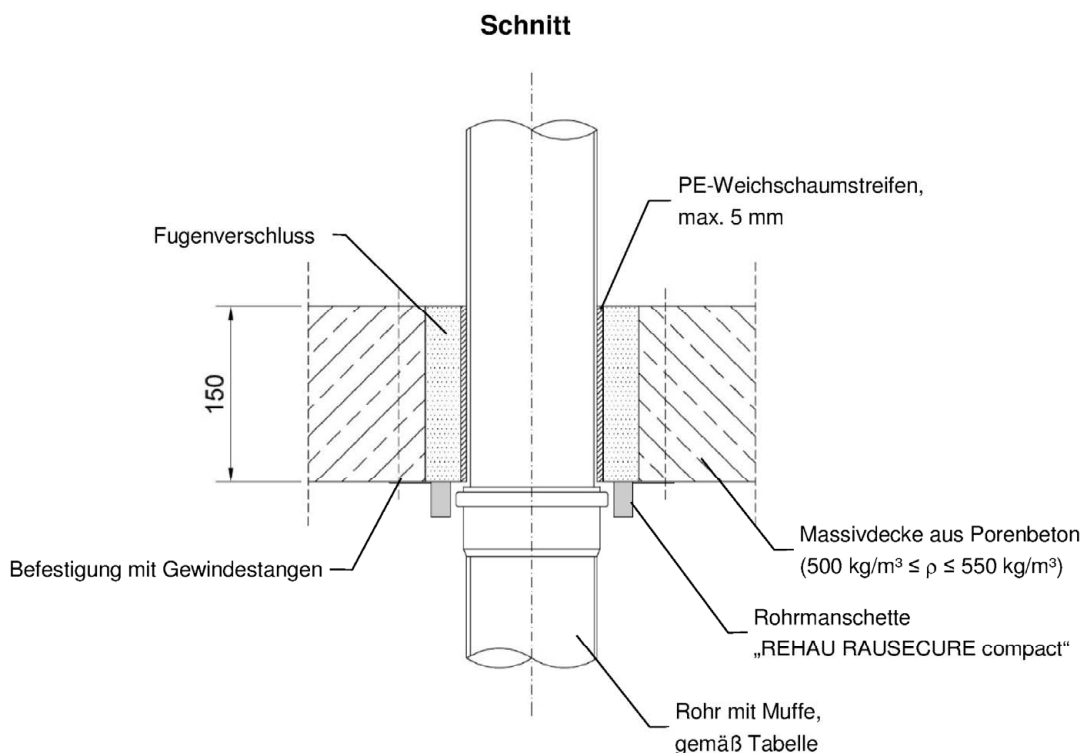 Schnitt
PE-Weichschaumstreifen,
max. 5 mm
Fugenverschluss
150
Massivdecke aus Porenbeton
(500 kg/m³ ≤ ρ ≤ 550 kg/m³)
Befestigung mit Gewindestangen
Rohrmanschette
„REHAU RAUSECURE compact“
Rohr mit Muffe,
gemäß Tabelle